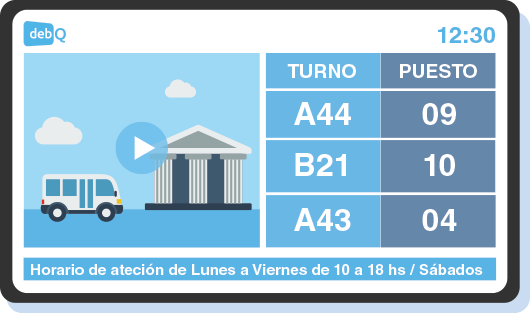 debQ
12:30
TURNO PUESTO
A44 09
B21 10
A43 04
Horario de ateción de Lunes a Viernes de 10 a 18 hs / Sábados